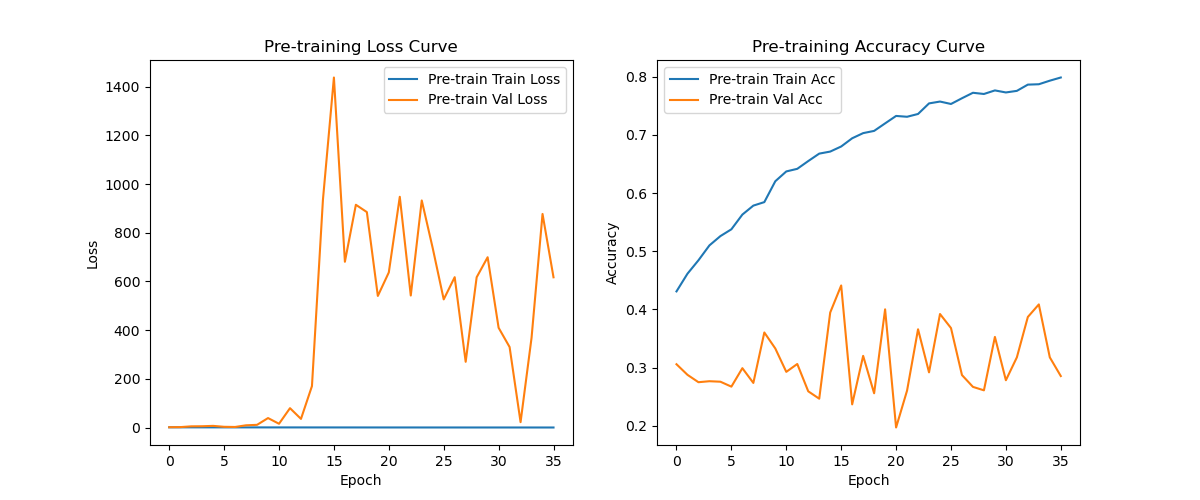 Pre-training Loss Curve
Pre-train Train Loss
Pre-train Val Loss
1400
1200
1000
800
600
400
200
0
Loss
0 5 10 15 20 25 30 35
Epoch
Pre-training Accuracy Curve
Pre-train Train Acc
Pre-train Val Acc
0.8
0.7
0.6
0.5
0.4
0.3
0.2
Accuracy
0 5 10 15 20 25 30 35
Epoch